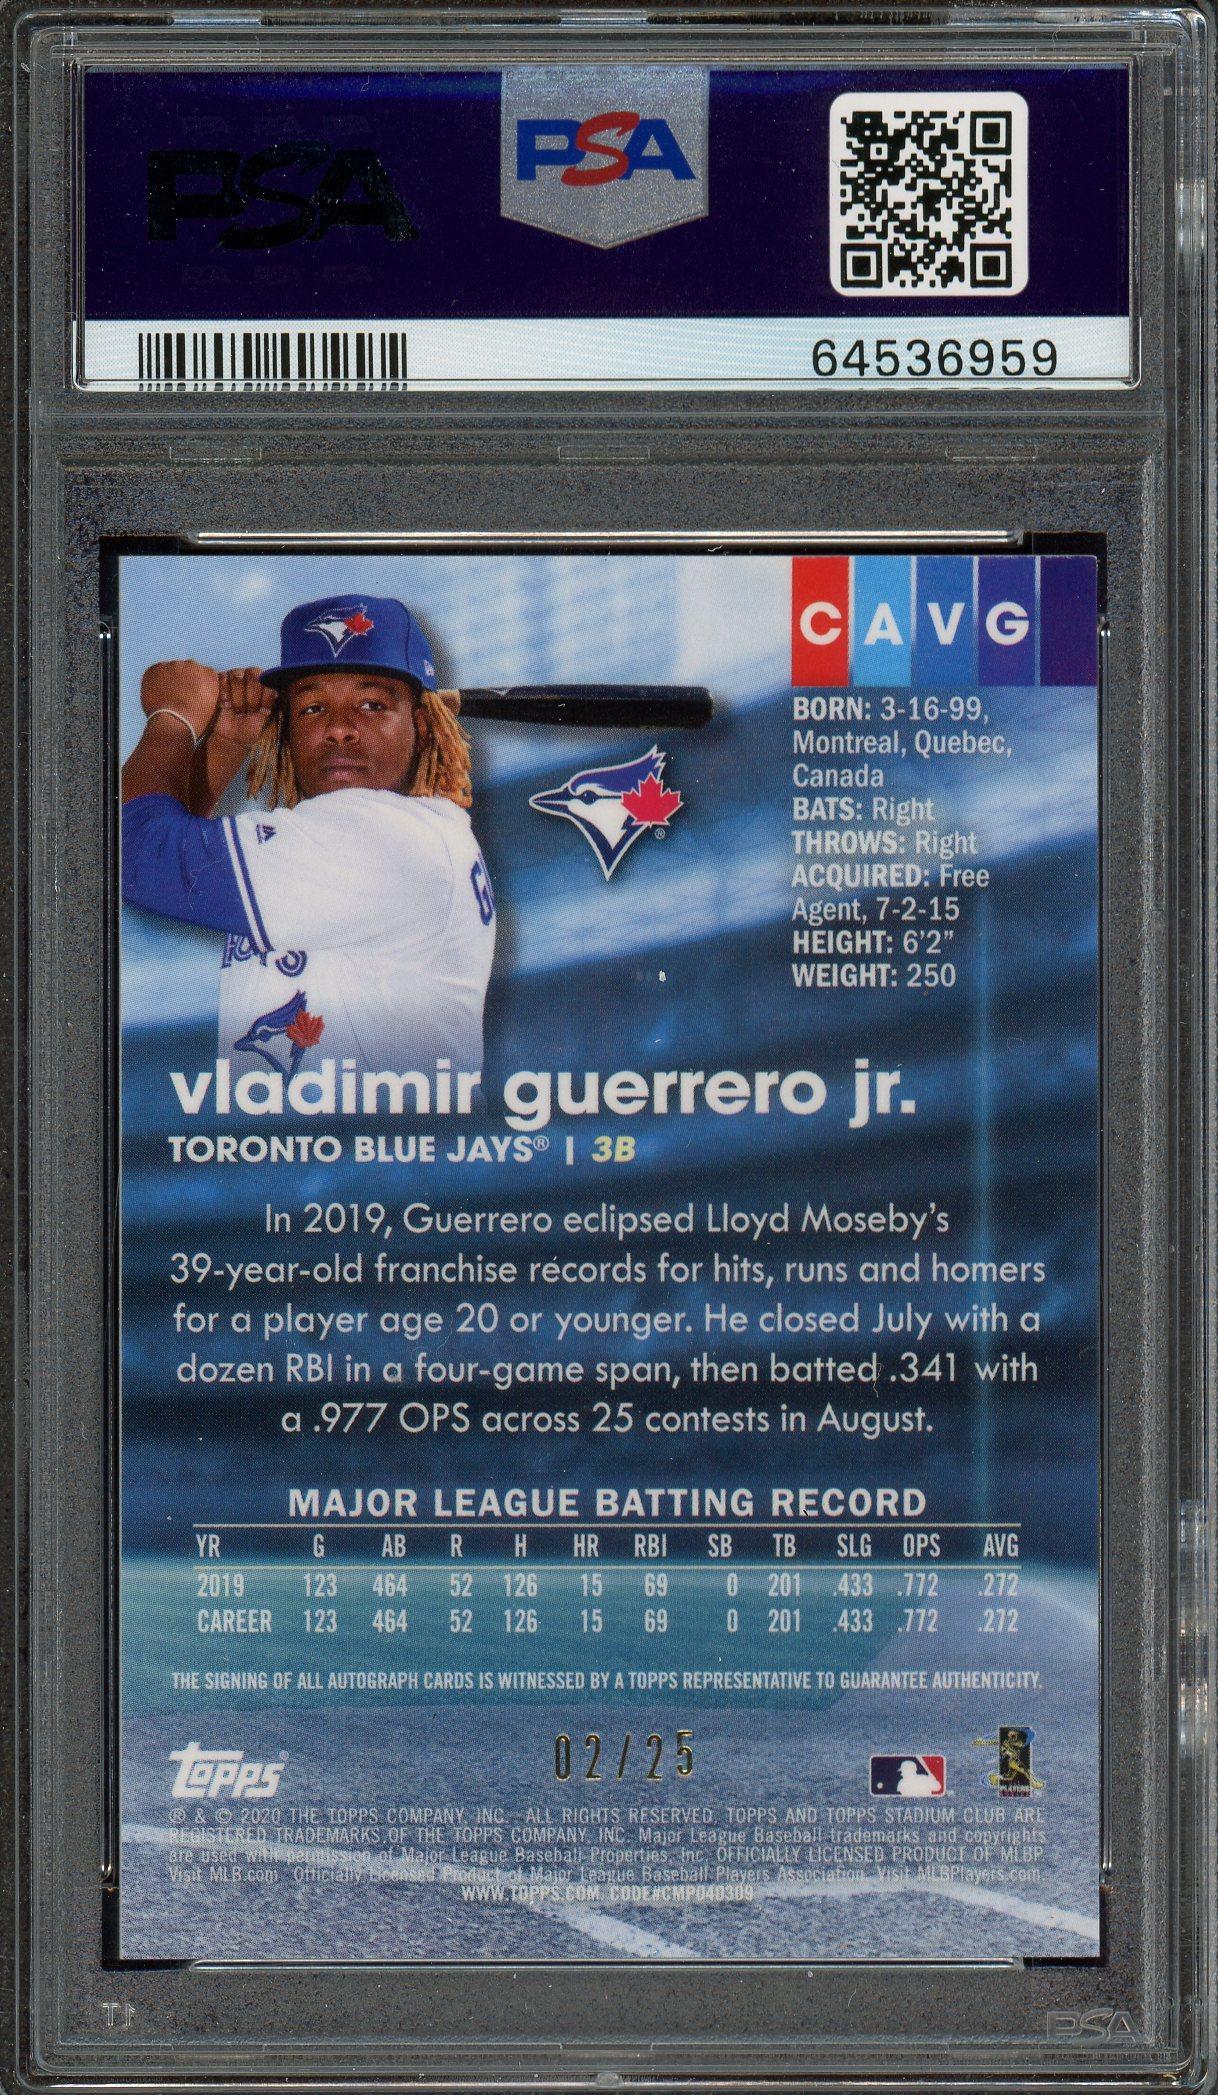 PSA
PSA
64536959
CAVG
BORN: 3-16-99,
Montreal, Quebec,
Canada
BATS: Right
THROWS: Right
ACQUIRED: Free
Agent, 7-2-15
HEIGHT: 6'2"
WEIGHT: 250
vladimir guerrero jr.
TORONTO BLUE JAYS® | 3B
In 2019, Guerrero eclipsed Lloyd Moseby's
39-year-old franchise records for hits, runs and homers
for a player age 20 or younger. He closed July with a
dozen RBI in a four-game span, then batted .341 with
a .977 OPS across 25 contests in August.
MAJOR LEAGUE BATTING RECORD
YR G AB R H HR RBI SB TB SLG OPS AVG
2019 123 464 52 126 15 69 0 201 .433 .772 .272
CAREER 123 464 52 126 15 69 0 201 .433 .772 .272
THE SIGNING OF ALL AUTOGRAPH CARDS IS WITNESSED BY A TOPPS REPRESENTATIVE TO GUARANTEE AUTHENTICITY.
topps®
02/25
® & © 2020 THE TOPPS COMPANY, INC. ALL RIGHTS RESERVED. TOPPS AND TOPPS STADIUM CLUB ARE
REGISTERED TRADEMARKS OF THE TOPPS COMPANY, INC. Major League Baseball trademarks and copyrights
are used with permission of Major League Baseball Properties, Inc. OFFICIALLY LICENSED PRODUCT OF MLBP.
Visit MLB.com Officially Licensed Product of Major League Baseball Players Association. Visit MLBPlayers.com
WWW.TOPPS.COM CODE#CMP040309
PSA